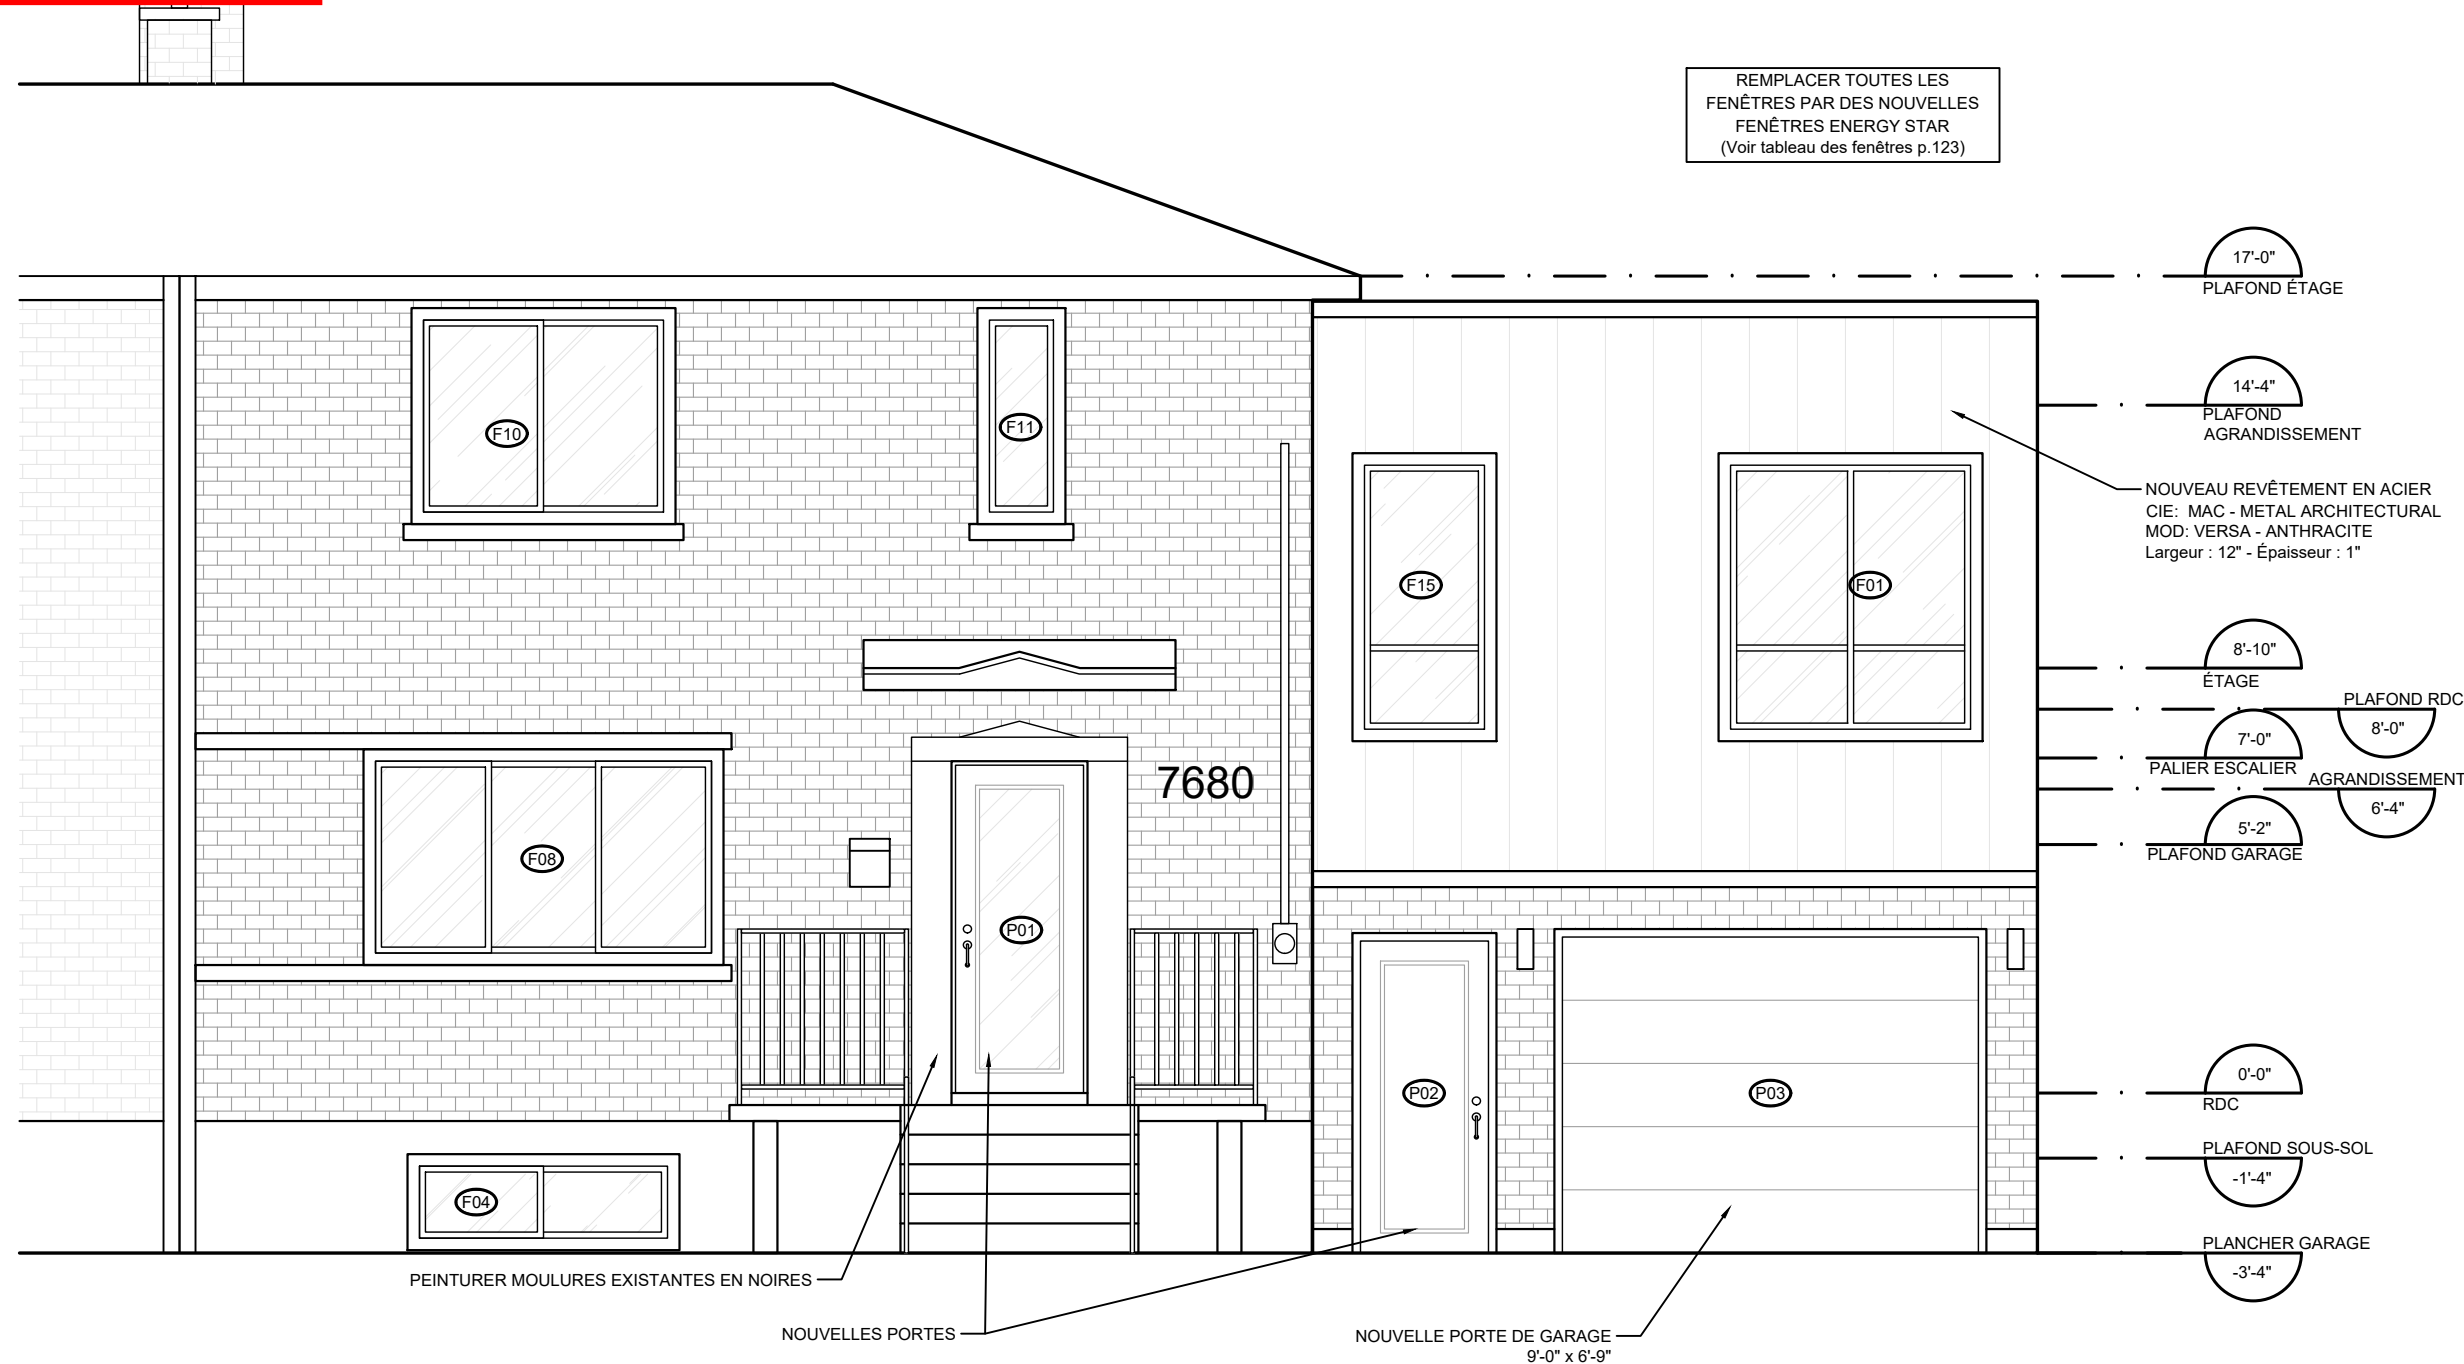 REMPLACER TOUTES LES
FENÊTRES PAR DES NOUVELLES
FENÊTRES ENERGY STAR
(Voir tableau des fenêtres p.123)
17'-0"
PLAFOND ÉTAGE
14'-4"
PLAFOND
AGRANDISSEMENT
F10
F11
NOUVEAU REVÊTEMENT EN ACIER
CIE: MAC - METAL ARCHITECTURAL
MOD: VERSA - ANTHRACITE
Largeur : 12" - Épaisseur : 1"
F15
F01
8'-10"
ÉTAGE
PLAFOND RDC
8'-0"
7'-0"
PALIER ESCALIER
AGRANDISSEMENT
6'-4"
5'-2"
PLAFOND GARAGE
7680
F08
P01
P02
P03
0'-0"
RDC
PLAFOND SOUS-SOL
-1'-4"
F04
PLANCHER GARAGE
-3'-4"
PEINTURER MOULURES EXISTANTES EN NOIRES
NOUVELLES PORTES
NOUVELLE PORTE DE GARAGE
9'-0" x 6'-9"